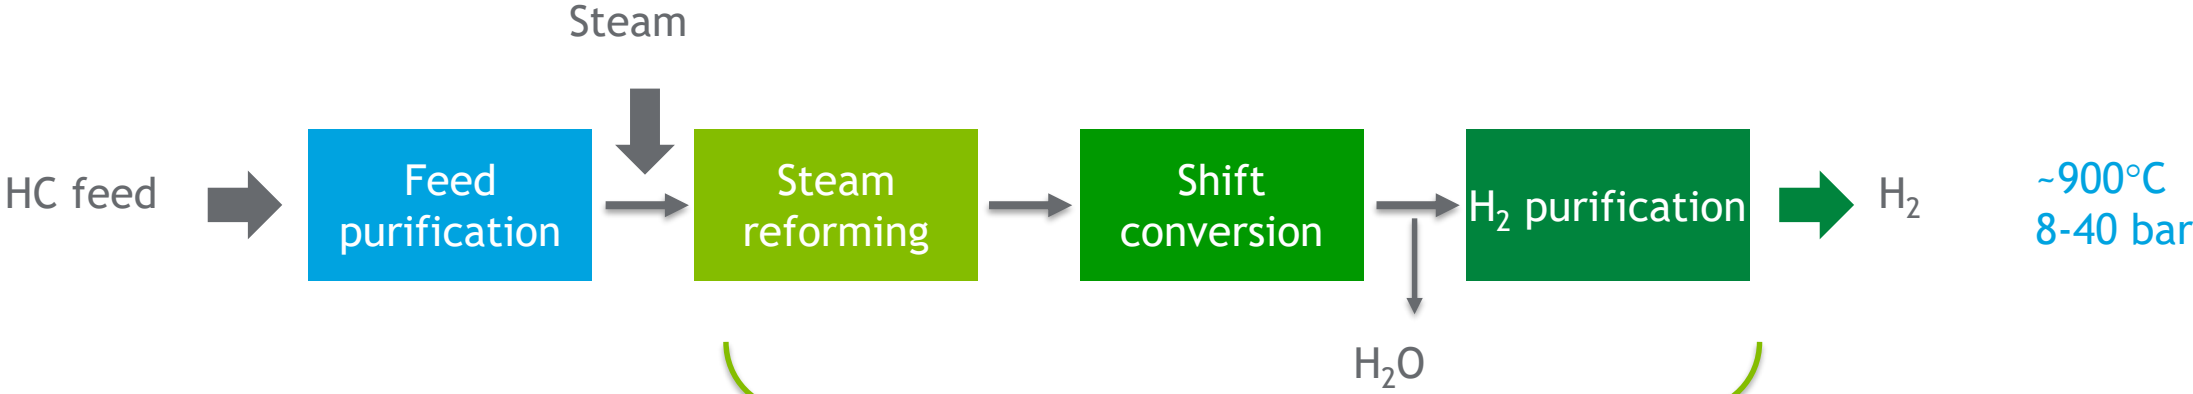 Steam
HC feed
Feed
purification
Steam
reforming
Shift
conversion
H₂ purification
H₂
~900°C
8-40 bar
H₂O